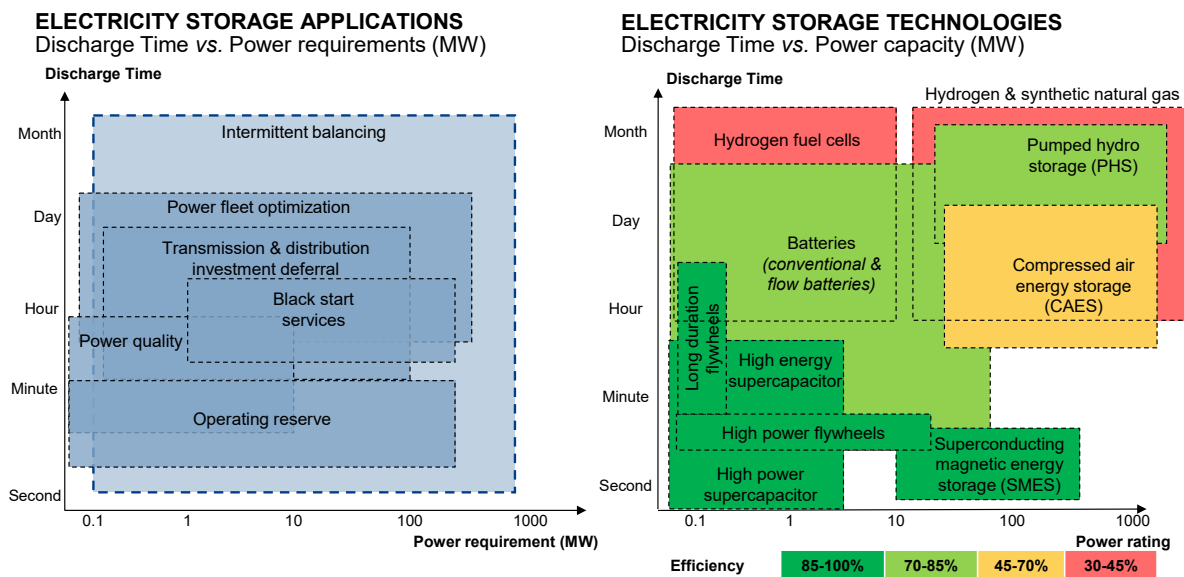 ELECTRICITY STORAGE APPLICATIONS
Discharge Time vs. Power requirements (MW)
Discharge Time
Month
Day
Hour
Minute
Second
Intermittent balancing
Power fleet optimization
Transmission & distribution
investment deferral
Black start
services
Power quality
Operating reserve
0.1
1
10
100
1000
Power requirement (MW)
ELECTRICITY STORAGE TECHNOLOGIES
Discharge Time vs. Power capacity (MW)
Discharge Time
Hydrogen & synthetic natural gas
Month
Day
Hour
Minute
Second
Hydrogen fuel cells
Pumped hydro
storage (PHS)
Batteries
(conventional &
flow batteries)
Compressed air
energy storage
(CAES)
Long duration
flywheels
High energy
supercapacitor
High power flywheels
High power
supercapacitor
Superconducting
magnetic energy
storage (SMES)
0.1
1
10
100
1000
Power rating
Efficiency
85-100%
70-85%
45-70%
30-45%